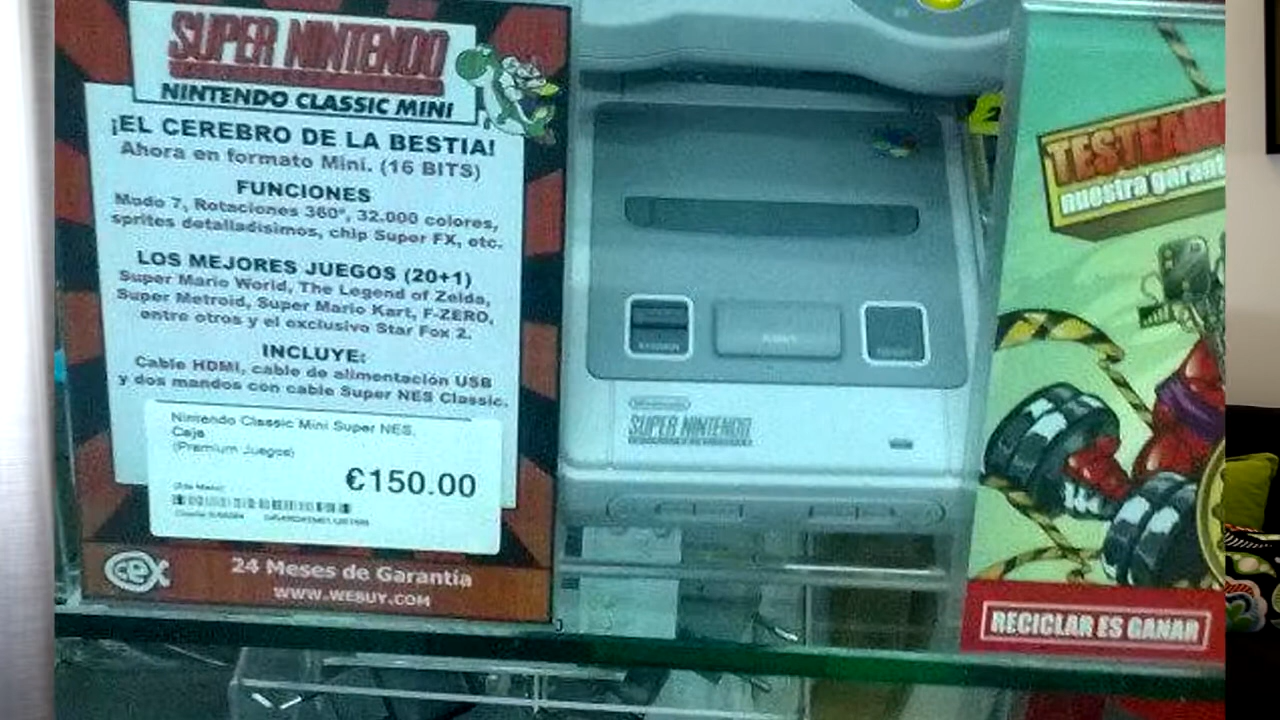 SUPER NINTENDO
NINTENDO CLASSIC MINI
¡EL CEREBRO DE LA BESTIA!
Ahora en formato Mini. (16 BITS)
FUNCIONES
Modo 7, Rotaciones 360º, 32.000 colores,
sprites detalladísimos, chip Super FX, etc.
LOS MEJORES JUEGOS (20+1)
Super Mario World, The Legend of Zelda,
Super Metroid, Super Mario Kart, F-ZERO,
entre otros y el exclusivo Star Fox 2.
INCLUYE:
Cable HDMI, cable de alimentación USB
y dos mandos con cable Super NES Classic.
Nintendo Classic Mini Super NES,
Caja
(Premium Juegos)
€150.00
CeX
24 Meses de Garantía
WWW.WEBUY.COM
Nintendo
SUPER NINTENDO
TESTEAM
nuestra garant
RECICLAR ES GANAR